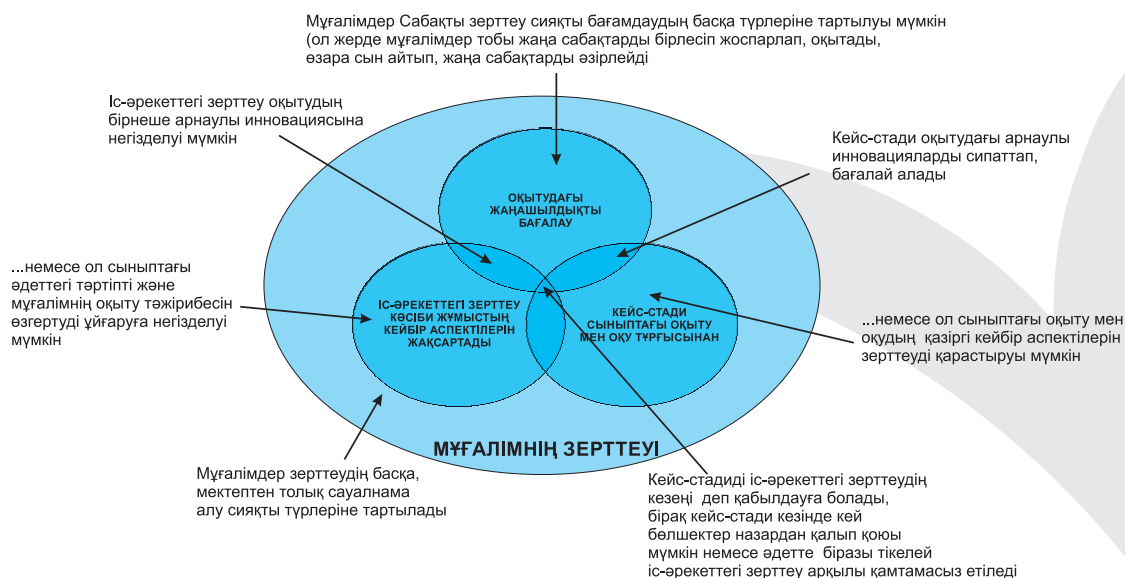 Мұғалімдер Сабақты зерттеу сияқты бағамдаудың басқа түрлеріне тартылуы мүмкін
(ол жерде мұғалімдер тобы жаңа сабақтарды бірлесіп жоспарлап, оқытады,
өзара сын айтып, жаңа сабақтарды әзірлейді
Іс-әрекеттегі зерттеу оқытудың
бірнеше арнаулы инновациясына
негізделуі мүмкін
Кейс-стади оқытудағы арнаулы
инновацияларды сипаттап,
бағалай алады
ОҚЫТУДАҒЫ
ЖАҢАШЫЛДЫҚТЫ
БАҒАЛАУ
...немесе ол сыныптағы
әдеттегі тәртіпті және
мұғалімнің оқыту тәжірибесін
өзгертуді ұйғаруға негізделуі
мүмкін
ІС-ӘРЕКЕТТЕГІ ЗЕРТТЕУ
КӘСІБИ ЖҰМЫСТЫҢ
КЕЙБІР АСПЕКТІЛЕРІН
ЖАҚСАРТАДЫ
КЕЙС-СТАДИ
СЫНЫПТАҒЫ ОҚЫТУ
МЕН ОҚУ ТҰРҒЫСЫНАН
...немесе ол сыныптағы оқыту мен
оқудың қазіргі кейбір аспектілерін
зерттеуді қарастыруы мүмкін
МҰҒАЛІМНІҢ ЗЕРТТЕУІ
Мұғалімдер зерттеудің басқа,
мектептен толық сауалнама
алу сияқты түрлеріне тартылады
Кейс-стадиді іс-әрекеттегі зерттеудің
кезеңі деп қабылдауға болады,
бірақ кейс-стади кезінде кей
бөлшектер назардан қалып қоюы
мүмкін немесе әдетте біразы тікелей
іс-әрекеттегі зерттеу арқылы қамтамасыз етіледі